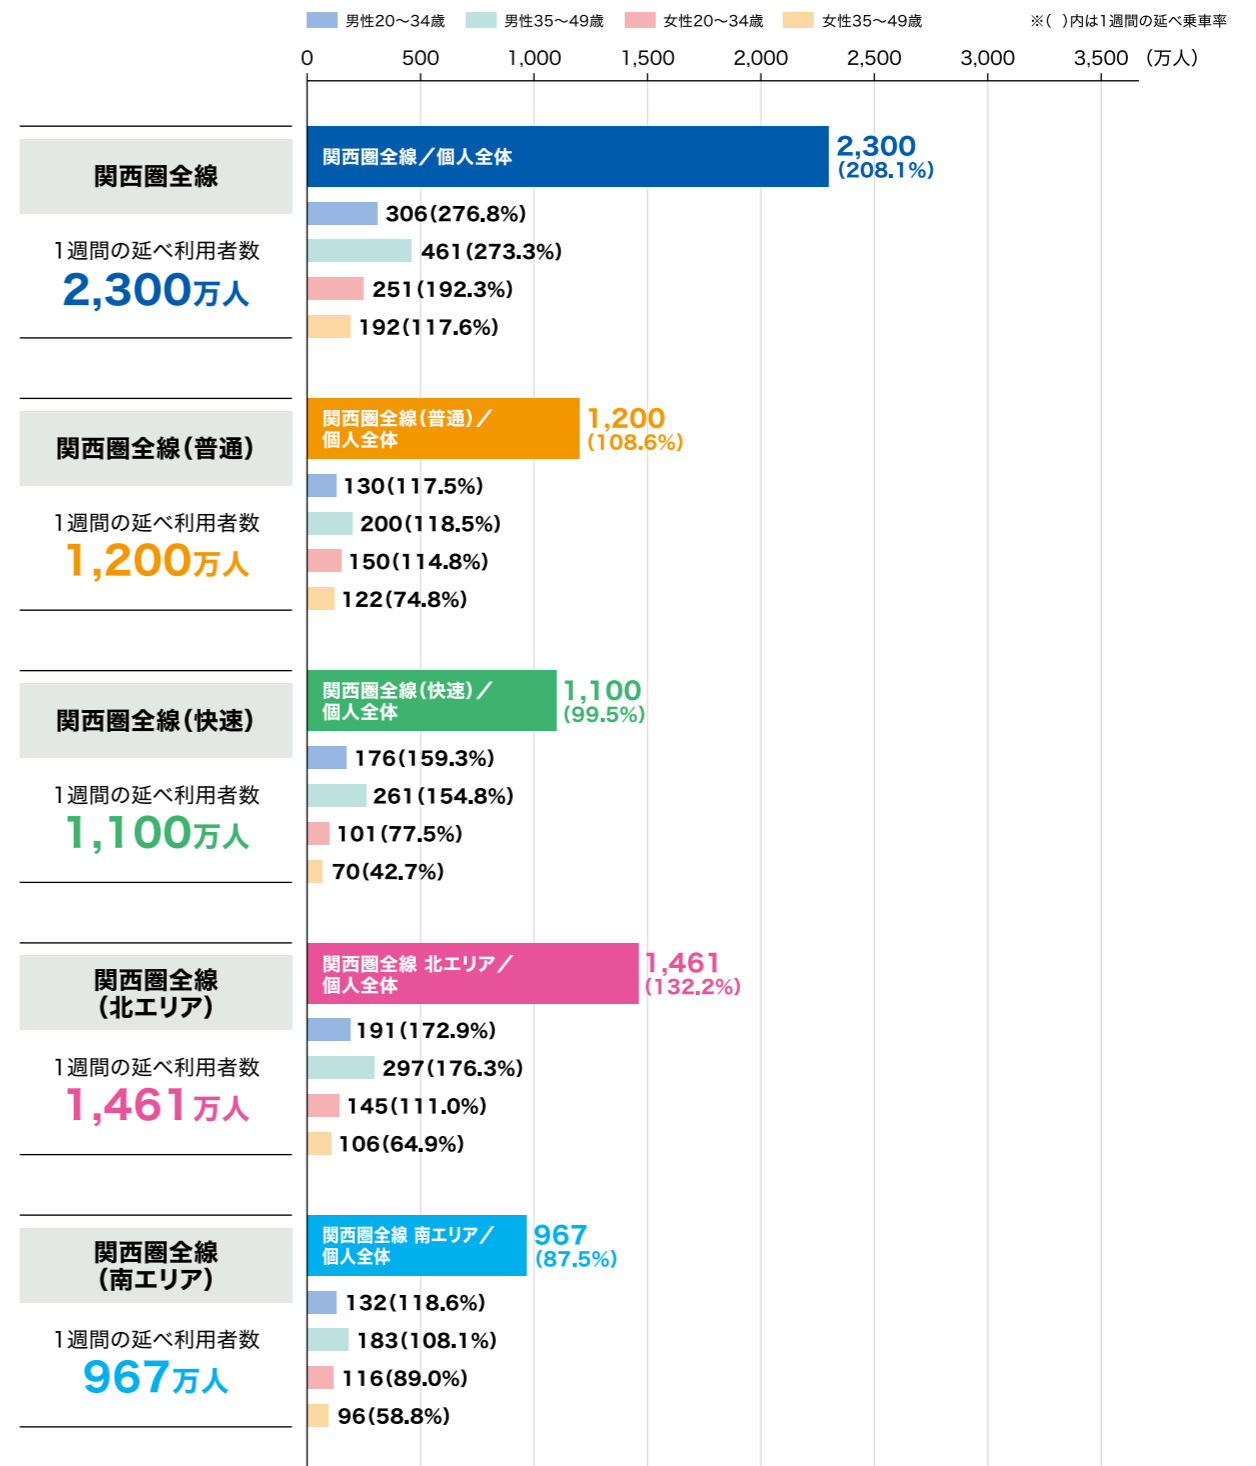 男性20〜34歳 男性35〜49歳 女性20〜34歳 女性35〜49歳 ※( )内は1週間の延べ乗車率
0 500 1,000 1,500 2,000 2,500 3,000 3,500 (万人)
関西圏全線
1週間の延べ利用者数
2,300万人
関西圏全線／個人全体
2,300
(208.1%)
306(276.8%)
461(273.3%)
251(192.3%)
192(117.6%)
関西圏全線(普通)
1週間の延べ利用者数
1,200万人
関西圏全線(普通)／
個人全体
1,200
(108.6%)
130(117.5%)
200(118.5%)
150(114.8%)
122(74.8%)
関西圏全線(快速)
1週間の延べ利用者数
1,100万人
関西圏全線(快速)／
個人全体
1,100
(99.5%)
176(159.3%)
261(154.8%)
101(77.5%)
70(42.7%)
関西圏全線
(北エリア)
1週間の延べ利用者数
1,461万人
関西圏全線 北エリア／
個人全体
1,461
(132.2%)
191(172.9%)
297(176.3%)
145(111.0%)
106(64.9%)
関西圏全線
(南エリア)
1週間の延べ利用者数
967万人
関西圏全線 南エリア／
個人全体
967
(87.5%)
132(118.6%)
183(108.1%)
116(89.0%)
96(58.8%)